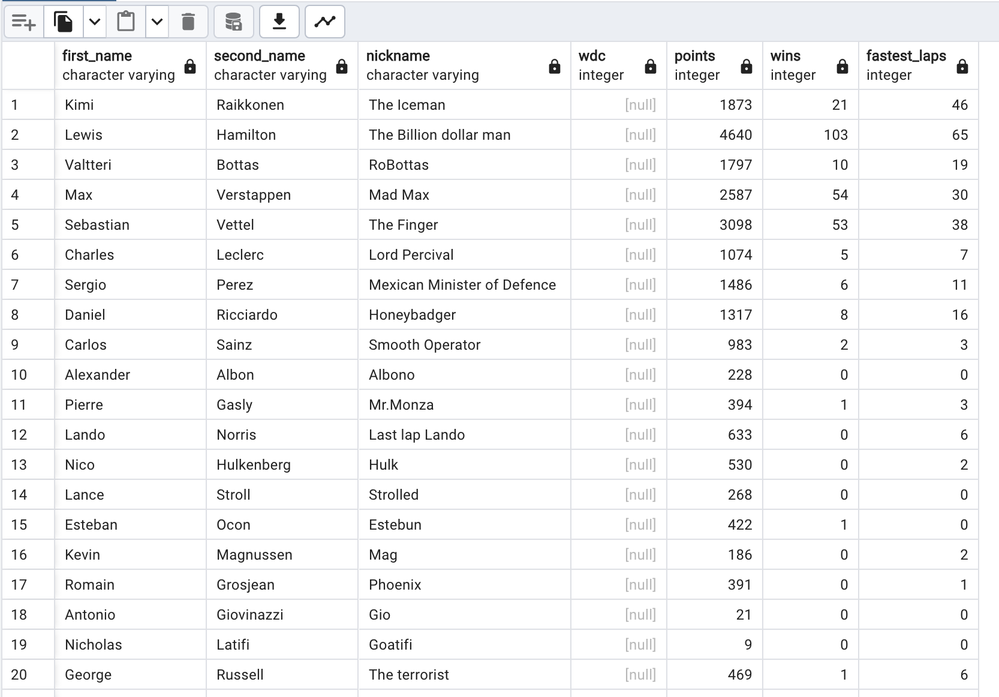 first_name second_name nickname wdc points wins fastest_laps
character varying character varying character varying integer integer integer integer
1 Kimi Raikkonen The Iceman [null] 1873 21 46
2 Lewis Hamilton The Billion dollar man [null] 4640 103 65
3 Valtteri Bottas RoBottas [null] 1797 10 19
4 Max Verstappen Mad Max [null] 2587 54 30
5 Sebastian Vettel The Finger [null] 3098 53 38
6 Charles Leclerc Lord Percival [null] 1074 5 7
7 Sergio Perez Mexican Minister of Defence [null] 1486 6 11
8 Daniel Ricciardo Honeybadger [null] 1317 8 16
9 Carlos Sainz Smooth Operator [null] 983 2 3
10 Alexander Albon Albono [null] 228 0 0
11 Pierre Gasly Mr.Monza [null] 394 1 3
12 Lando Norris Last lap Lando [null] 633 0 6
13 Nico Hulkenberg Hulk [null] 530 0 2
14 Lance Stroll Strolled [null] 268 0 0
15 Esteban Ocon Estebun [null] 422 1 0
16 Kevin Magnussen Mag [null] 186 0 2
17 Romain Grosjean Phoenix [null] 391 0 1
18 Antonio Giovinazzi Gio [null] 21 0 0
19 Nicholas Latifi Goatifi [null] 9 0 0
20 George Russell The terrorist [null] 469 1 6